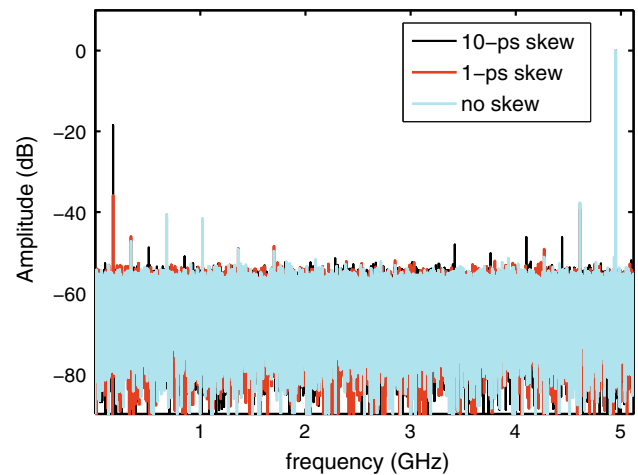 10−ps skew
1−ps skew
no skew
Amplitude (dB)
0
−20
−40
−60
−80
1
2
3
4
5
frequency (GHz)